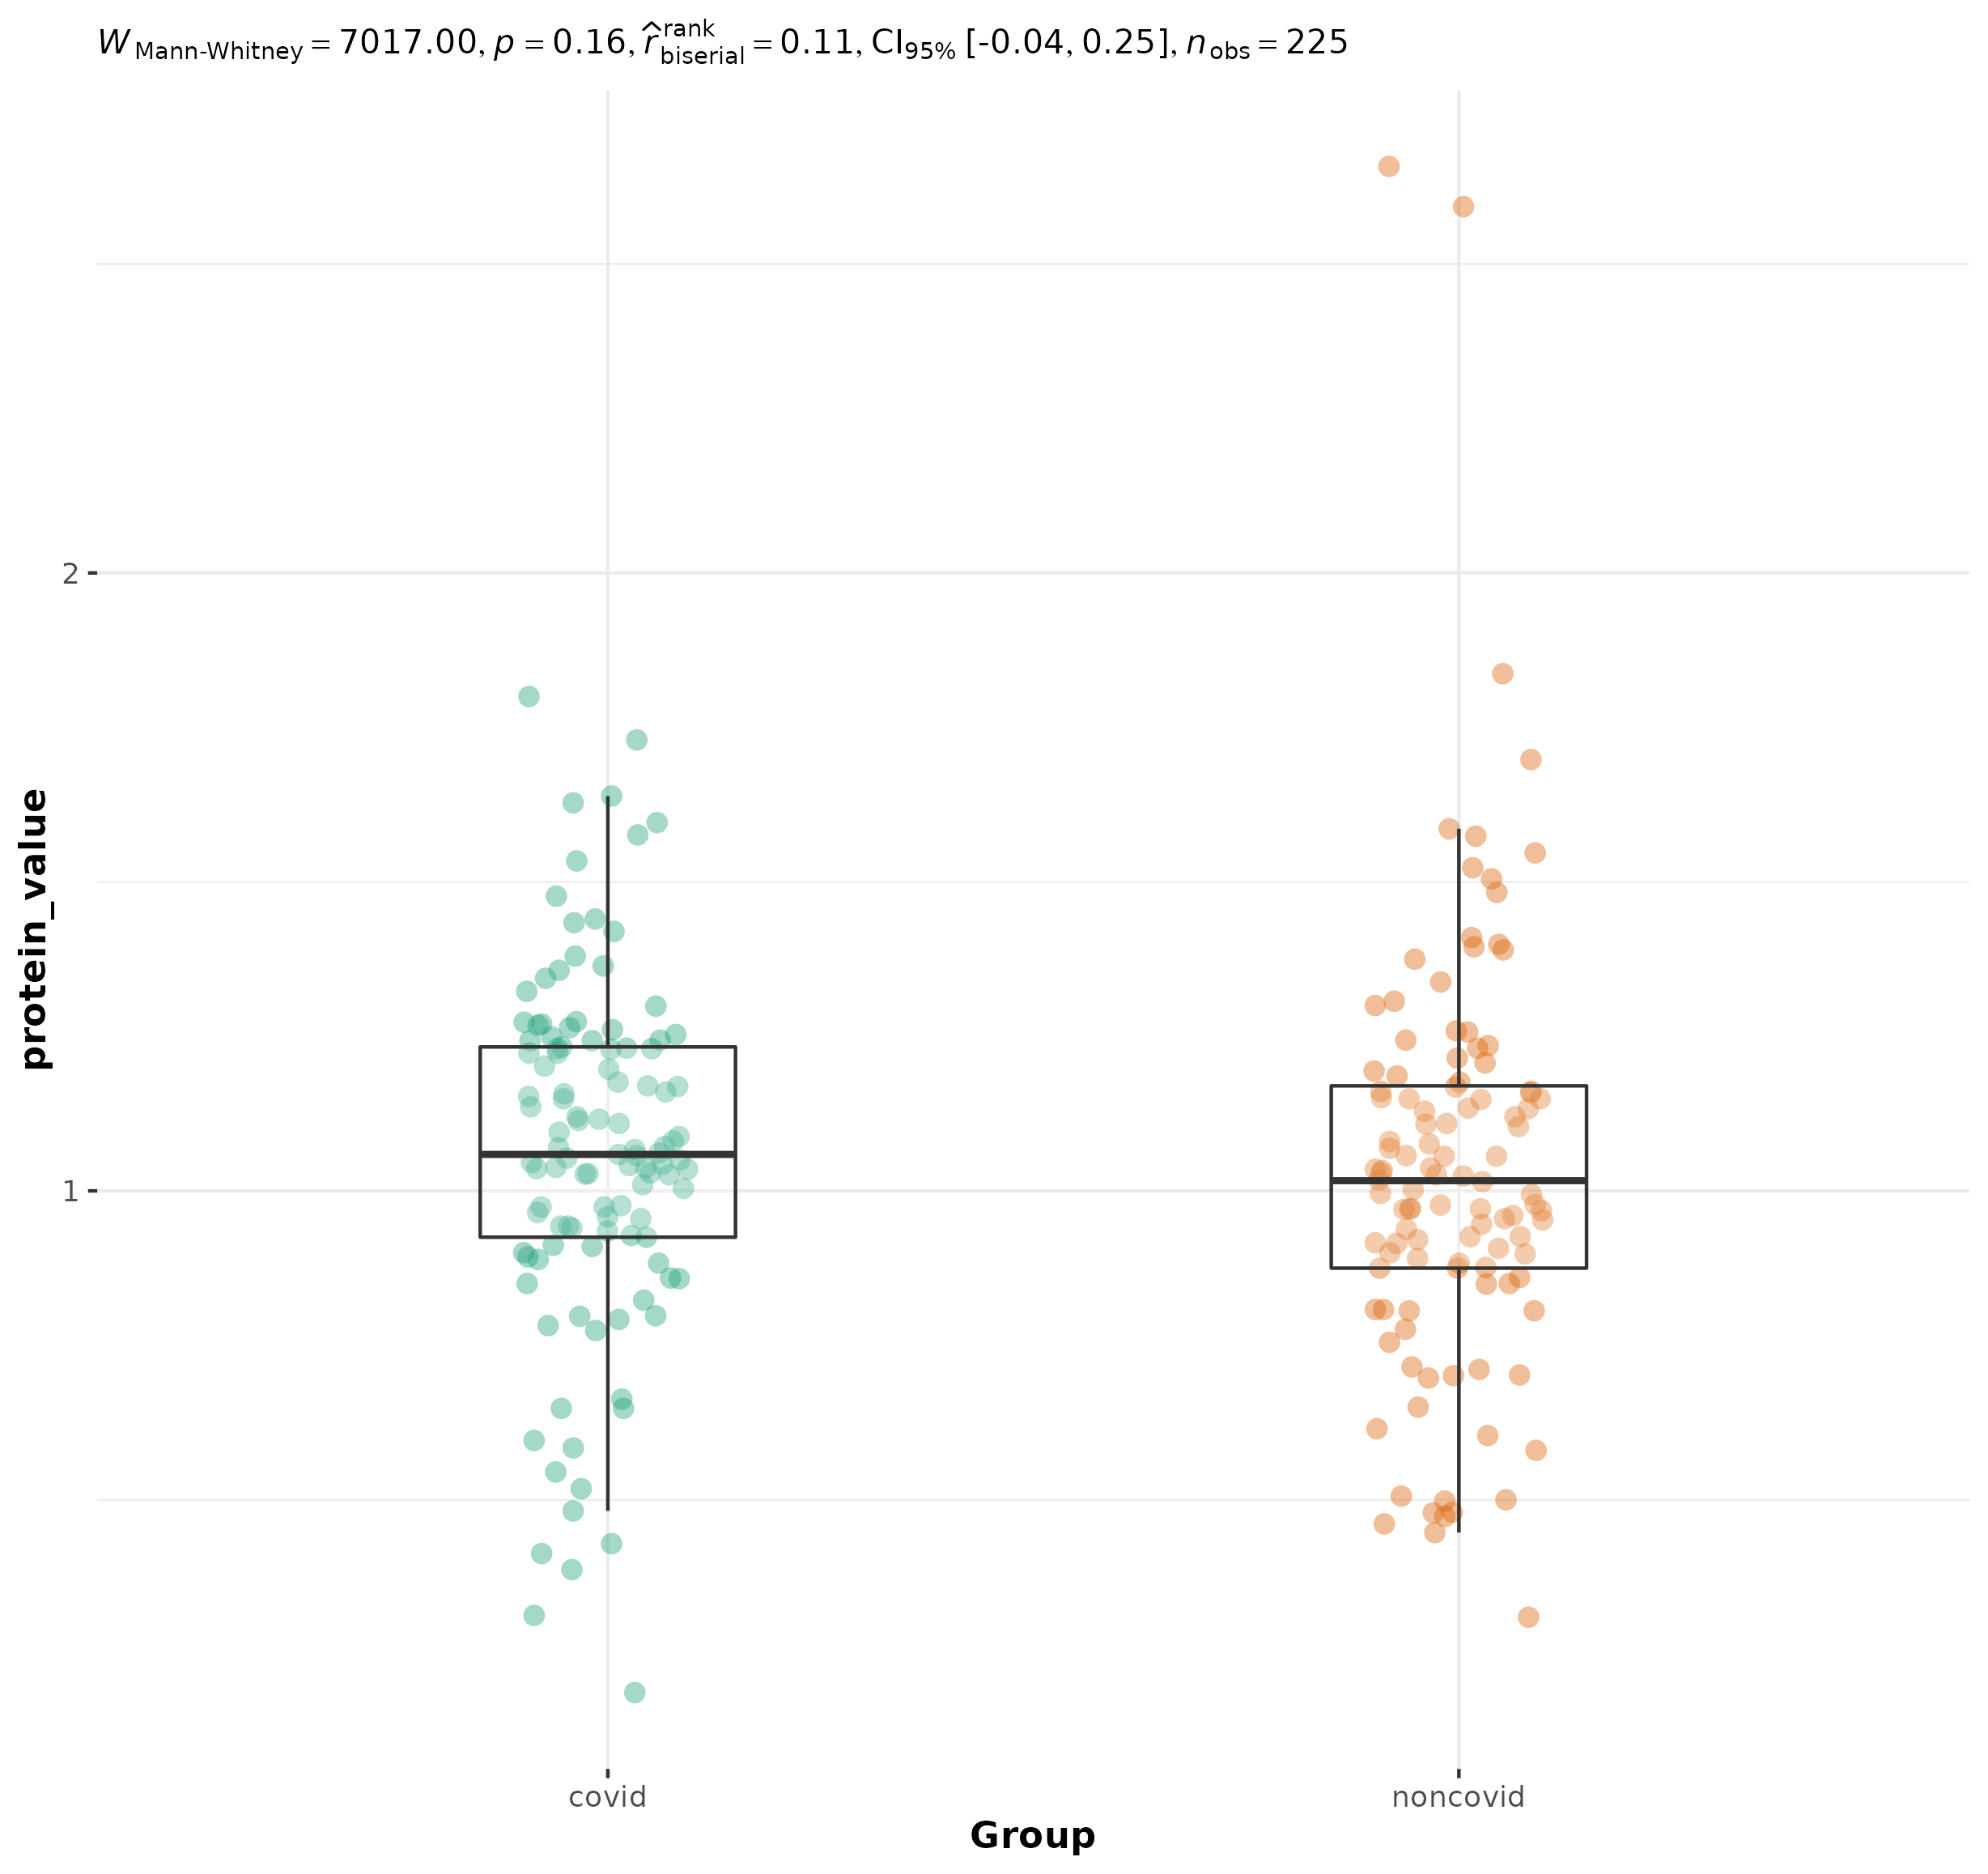 W Mann-Whitney = 7017.00, p = 0.16, r̂ rank biserial = 0.11, CI95% [-0.04, 0.25], nobs = 225
2
1
protein_value
covid noncovid
Group